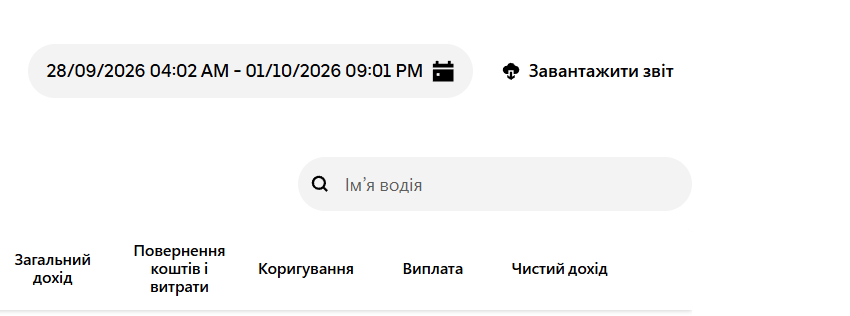 28/09/2026 04:02 AM - 01/10/2026 09:01 PM
Завантажити звіт
Ім’я водія
Загальний
дохід
Повернення
коштів і
витрати
Коригування
Виплата
Чистий дохід